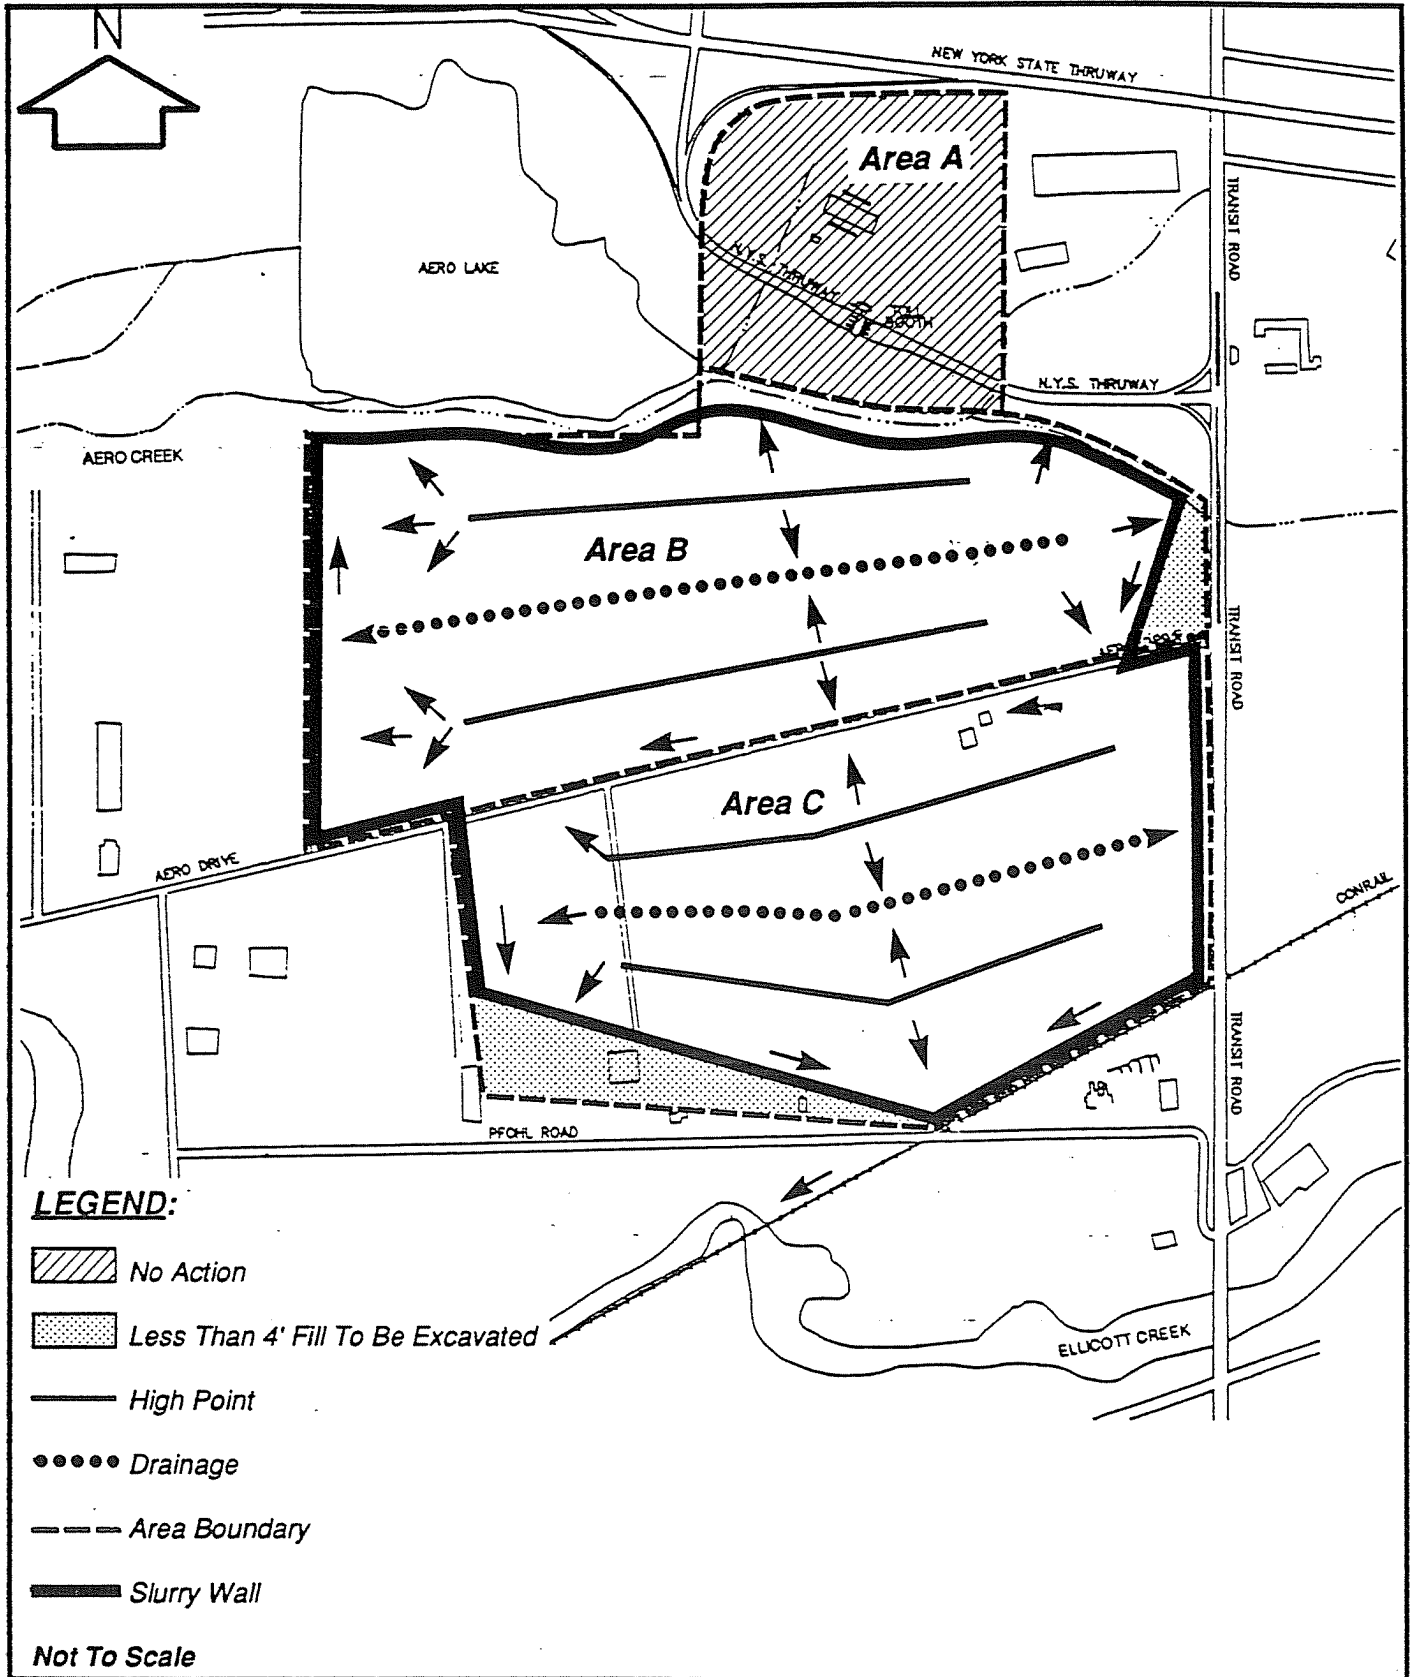 N
NEW YORK STATE THRUWAY
Area A
TRANSIT ROAD
N.Y.S. THRUWAY
AERO LAKE
BOOTH
N.Y.S. THRUWAY
AERO CREEK
Area B
TRANSIT ROAD
Area C
AERO DRIVE
CONRAIL
TRANSIT ROAD
PFOHL ROAD
LEGEND:
No Action
Less Than 4' Fill To Be Excavated
ELLICOTT CREEK
High Point
Drainage
Area Boundary
Slurry Wall
Not To Scale